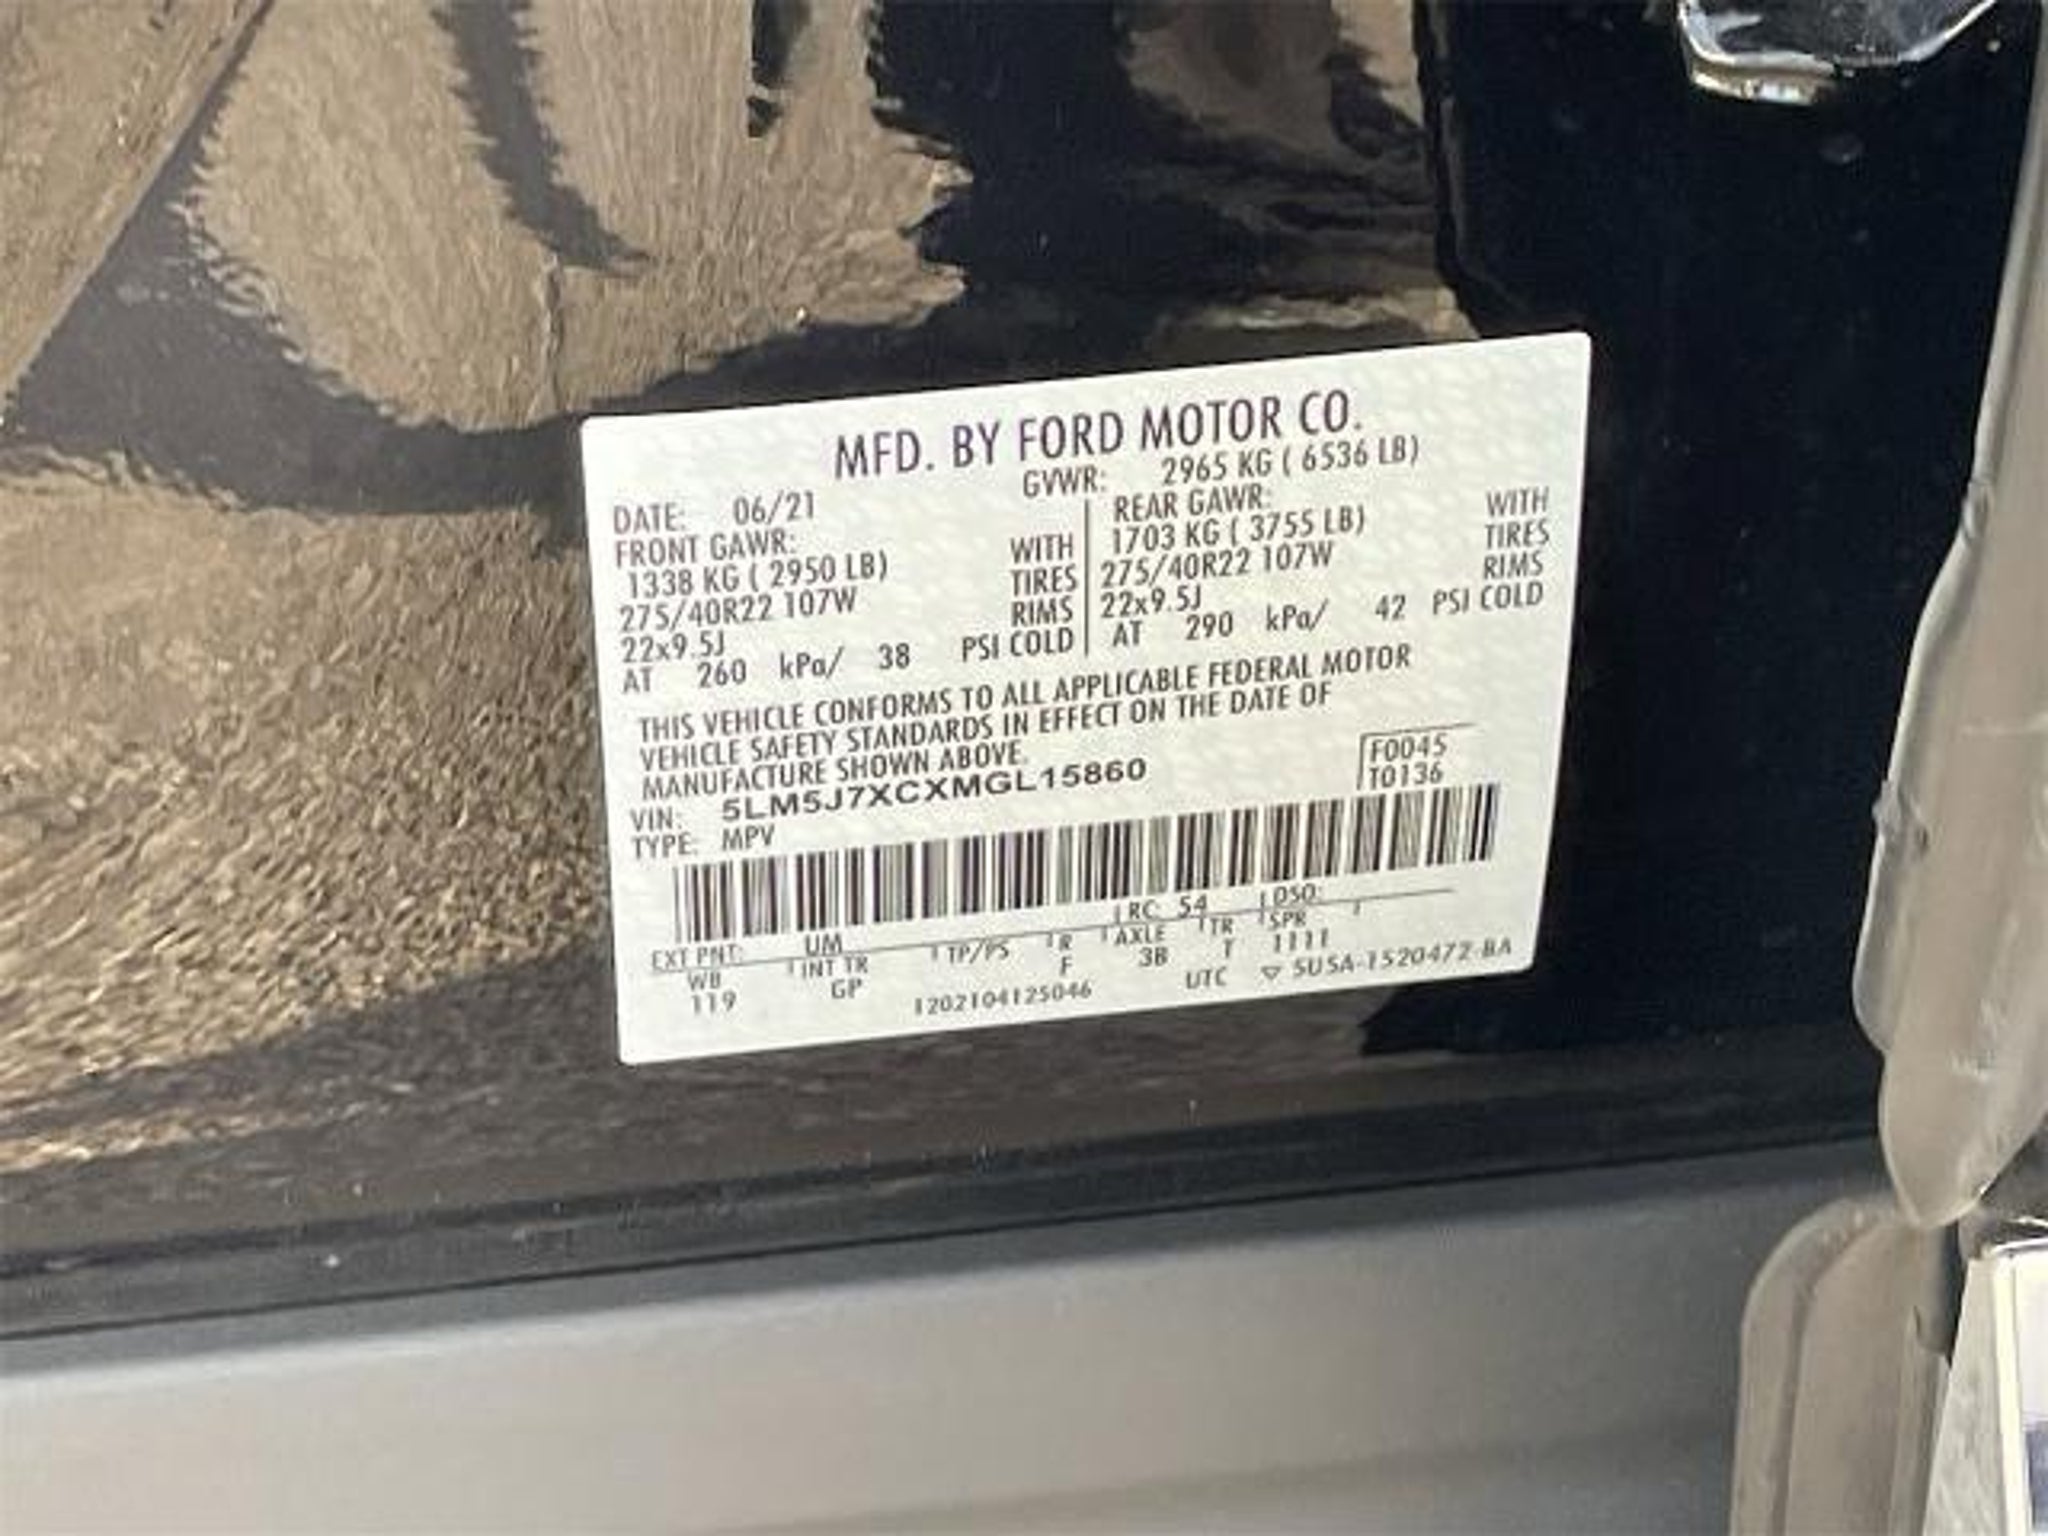 MFD. BY FORD MOTOR CO.
DATE: 06/21 GVWR: 2965 KG ( 6536 LB)
FRONT GAWR:
1338 KG ( 2950 LB) WITH
275/40R22 107W TIRES
22x9.5J RIMS
AT 260 kPa/ 38 PSI COLD
REAR GAWR:
1703 KG ( 3755 LB) WITH
275/40R22 107W TIRES
22x9.5J RIMS
AT 290 kPa/ 42 PSI COLD
THIS VEHICLE CONFORMS TO ALL APPLICABLE FEDERAL MOTOR
VEHICLE SAFETY STANDARDS IN EFFECT ON THE DATE OF
MANUFACTURE SHOWN ABOVE.
VIN: 5LM5J7XCXMGL15860
TYPE: MPV
F0045
T0136
EXT PNT: UM RC: 54 DSO:
WB INT TR TP/PS R AXLE TR SPR
119 GP F 3B T 1111
1202104125046 UTC ▽ 5U5A-1520472-BA